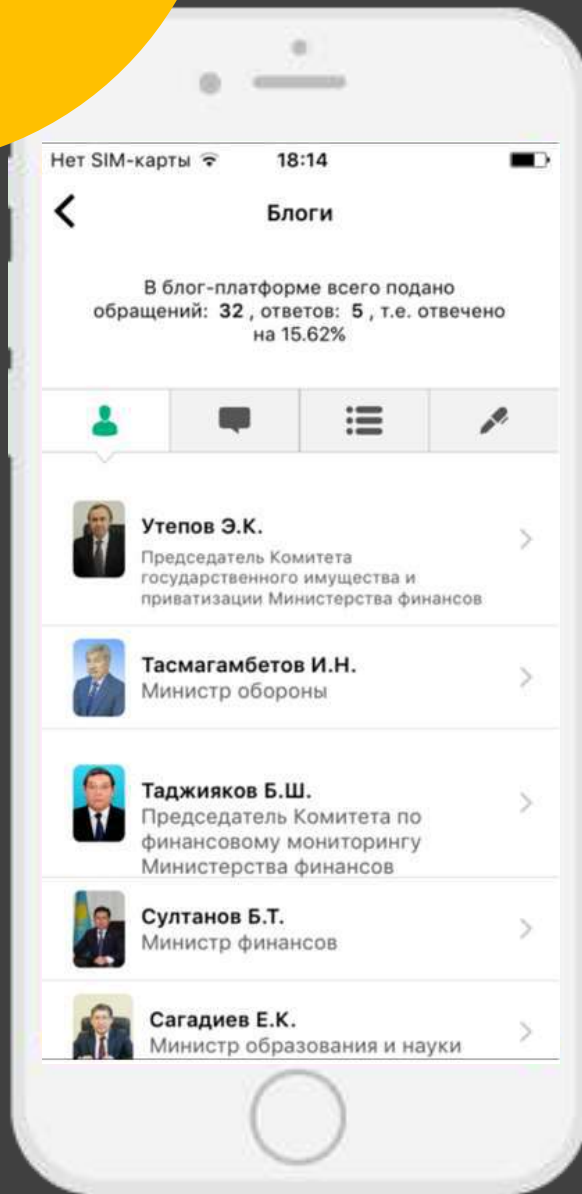 Нет SIM-карты 18:14
Блоги
В блог-платформе всего подано
обращений: 32 , ответов: 5 , т.е. отвечено
на 15.62%
Утепов Э.К.
Председатель Комитета
государственного имущества и
приватизации Министерства финансов
Тасмагамбетов И.Н.
Министр обороны
Таджияков Б.Ш.
Председатель Комитета по
финансовому мониторингу
Министерства финансов
Султанов Б.Т.
Министр финансов
Сагадиев Е.К.
Министр образования и науки